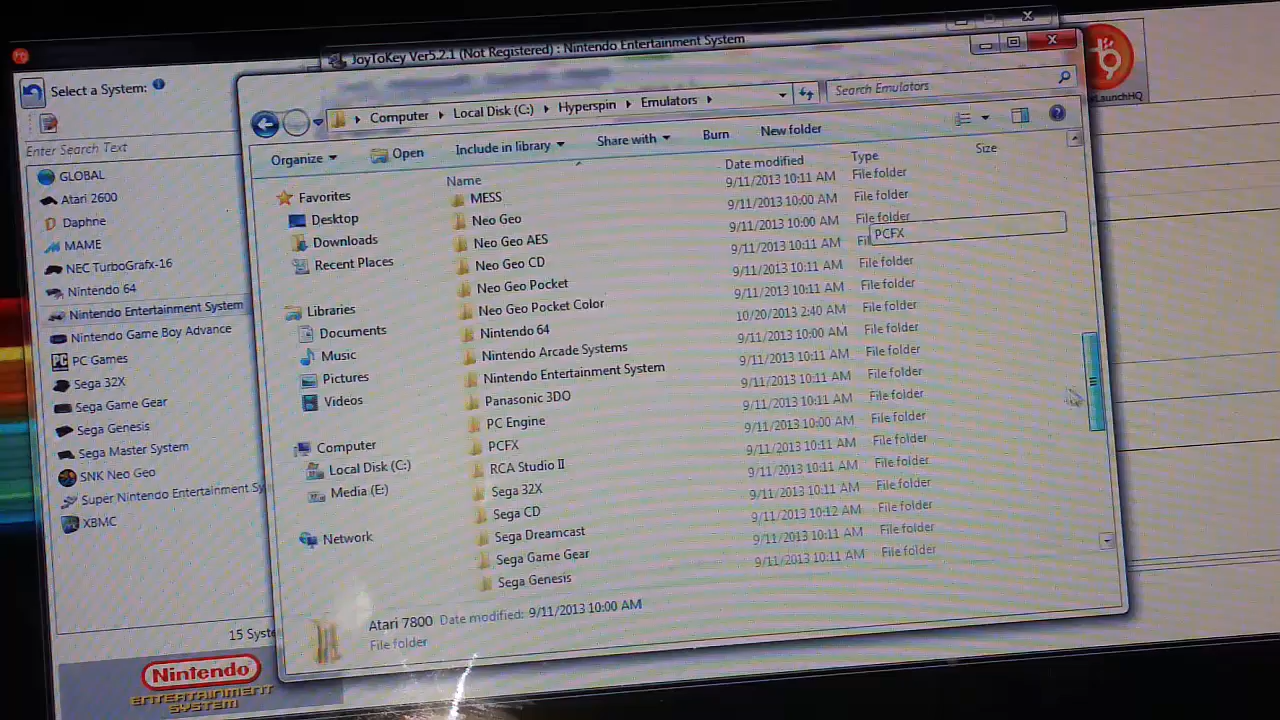 JoyToKey Ver5.2.1 (Not Registered) : Nintendo Entertainment System
Select a System:
Computer Local Disk (C:) Hyperspin Emulators
Search Emulators
LaunchHQ
Enter Search Text
Organize Open Include in library Share with Burn New folder
GLOBAL
Atari 2600
Daphne
MAME
NEC TurboGrafx-16
Nintendo 64
Nintendo Entertainment System
Nintendo Game Boy Advance
PC Games
Sega 32X
Sega Game Gear
Sega Genesis
Sega Master System
SNK Neo Geo
Super Nintendo Entertainment Sy
XBMC
15 Syste
Nintendo
ENTERTAINMENT
SYSTEM
Favorites
Desktop
Downloads
Recent Places
Libraries
Documents
Music
Pictures
Videos
Computer
Local Disk (C:)
Media (E:)
Network
Name Date modified Type Size
MESS 9/11/2013 10:11 AM File folder
Neo Geo 9/11/2013 10:00 AM File folder
Neo Geo AES 9/11/2013 10:00 AM File folder
Neo Geo CD 9/11/2013 10:11 AM Fil
PCFX
Neo Geo Pocket 9/11/2013 10:11 AM File folder
Neo Geo Pocket Color 9/11/2013 10:11 AM File folder
Nintendo 64 10/20/2013 2:40 AM File folder
Nintendo Arcade Systems 9/11/2013 10:00 AM File folder
Nintendo Entertainment System 9/11/2013 10:11 AM File folder
Panasonic 3DO 9/11/2013 10:11 AM File folder
PC Engine 9/11/2013 10:11 AM File folder
PCFX 9/11/2013 10:00 AM File folder
RCA Studio II 9/11/2013 10:11 AM File folder
Sega 32X 9/11/2013 10:11 AM File folder
Sega CD 9/11/2013 10:11 AM File folder
Sega Dreamcast 9/11/2013 10:12 AM File folder
Sega Game Gear 9/11/2013 10:11 AM File folder
Sega Genesis 9/11/2013 10:11 AM File folder
Atari 7800 Date modified: 9/11/2013 10:00 AM
File folder